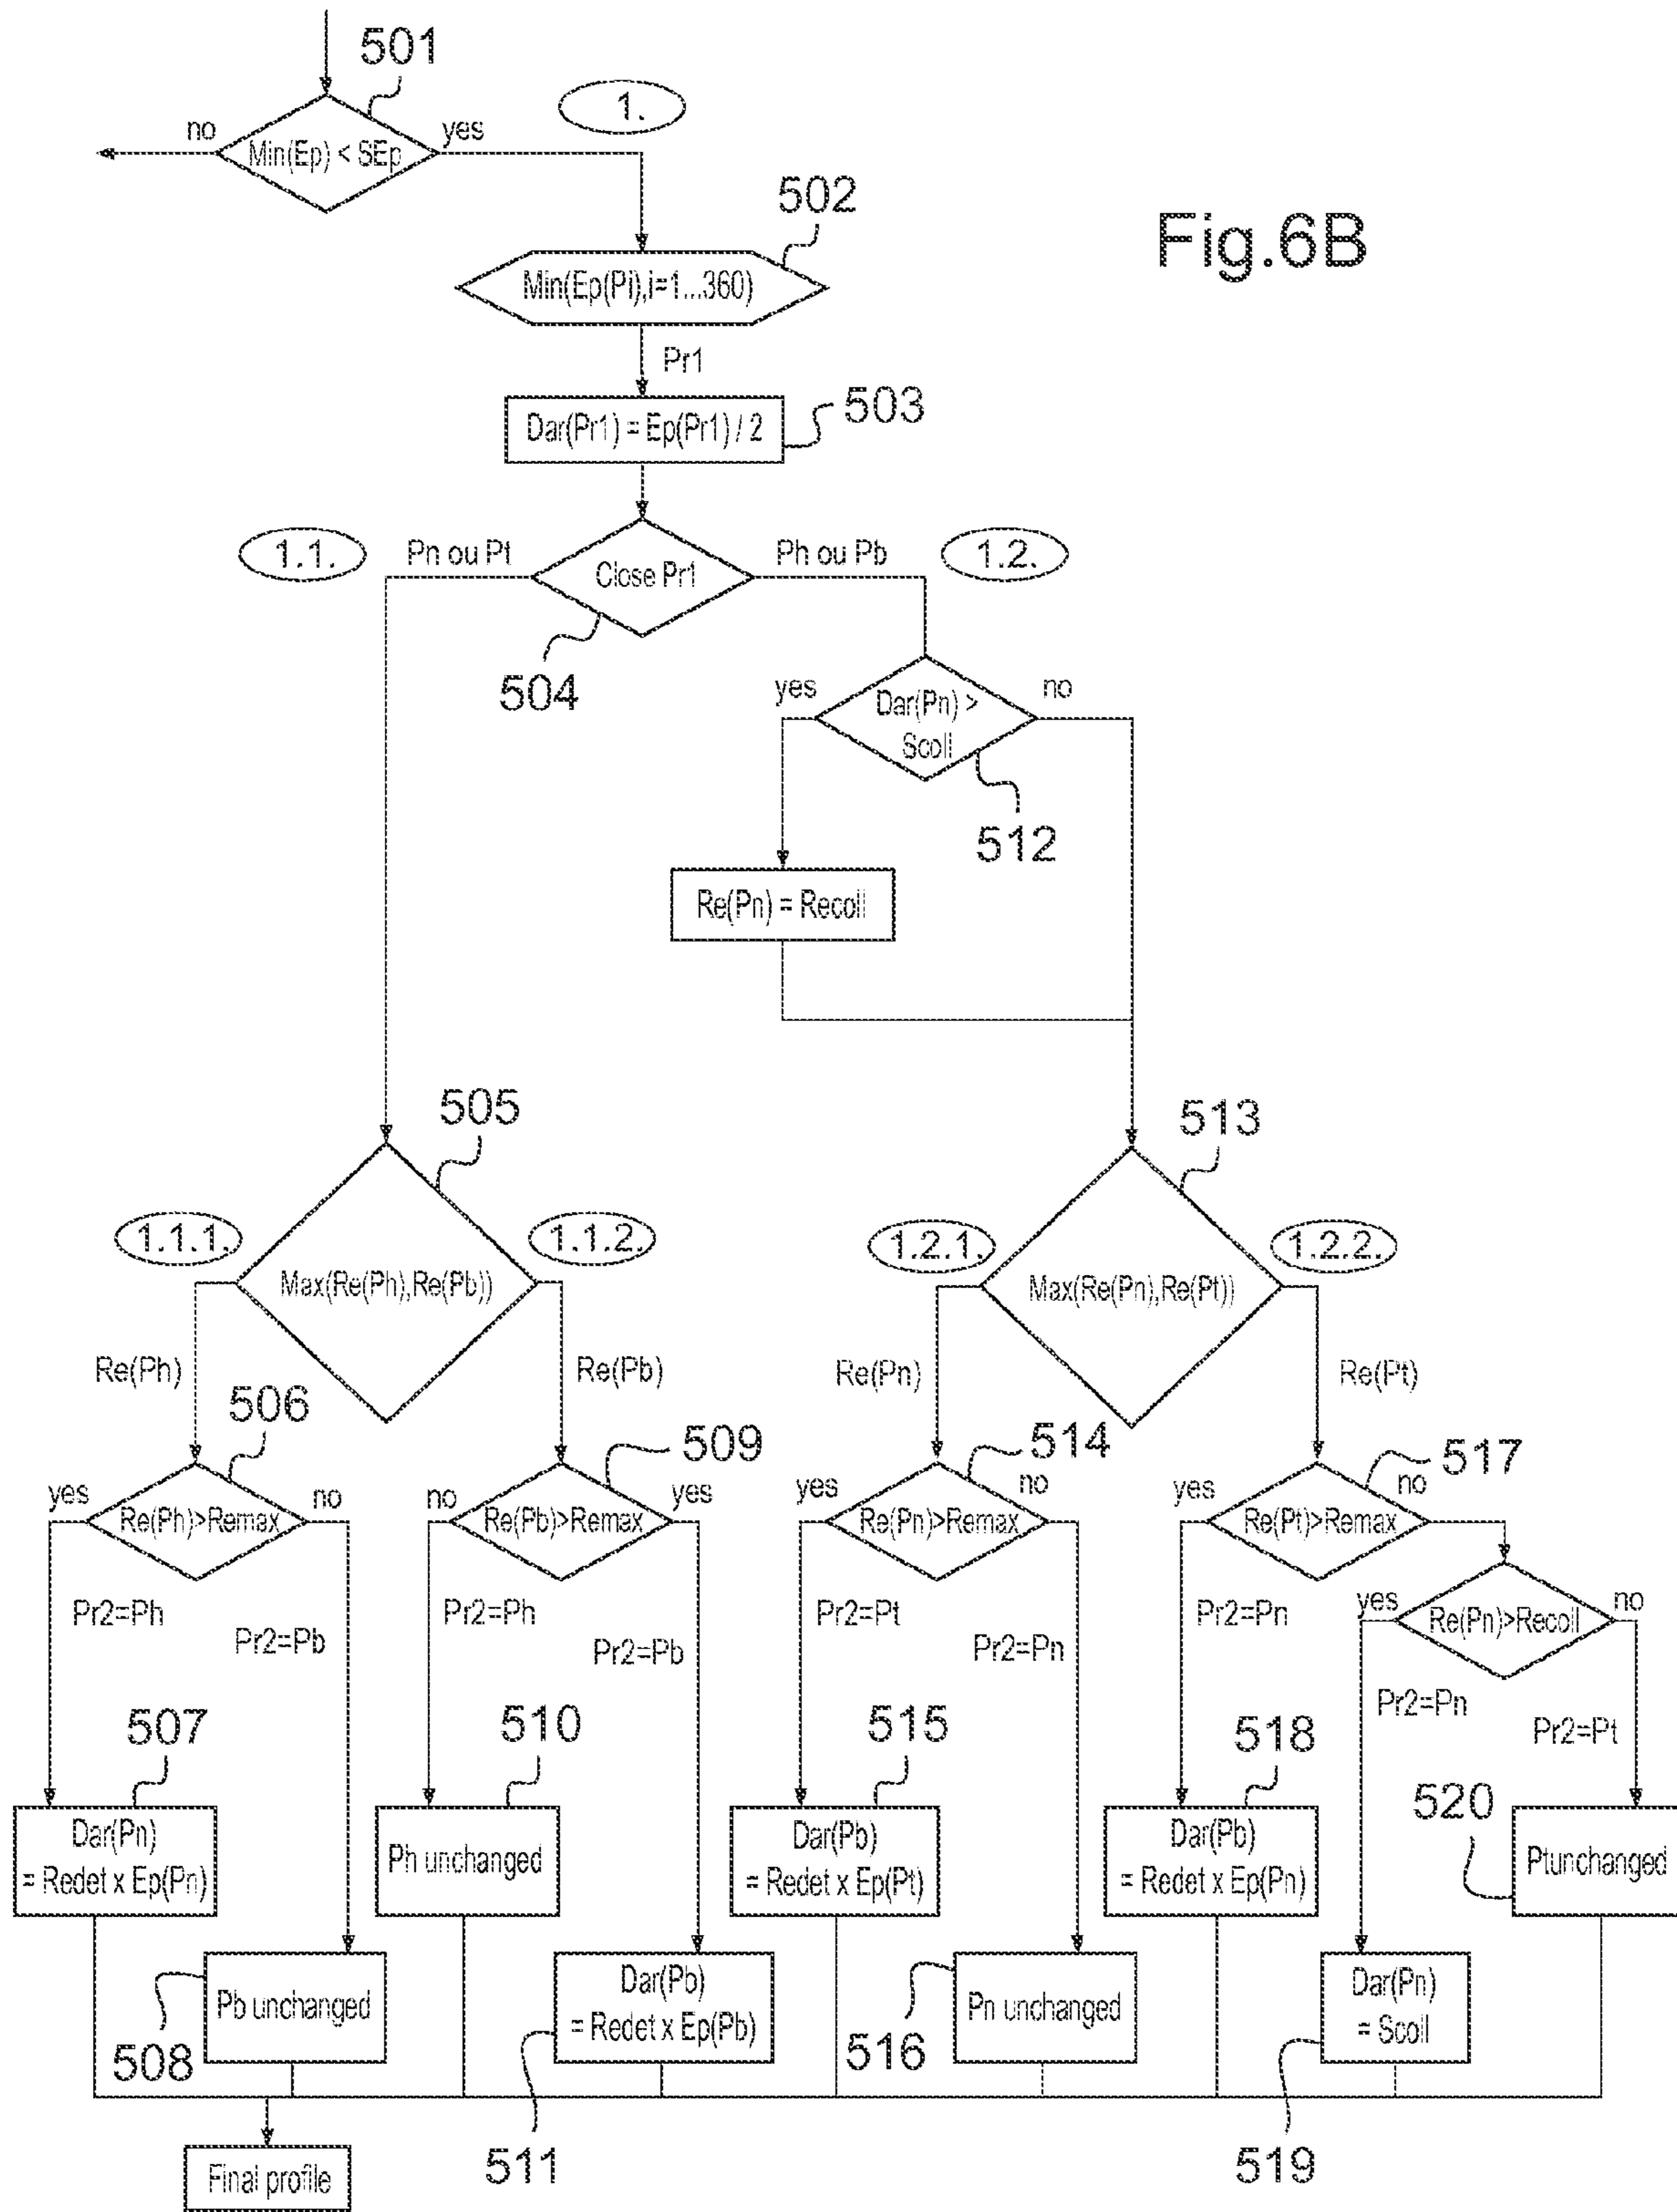 501
1.
no
yes
Min(Ep) < SEp
502
Fig.6B
Min(Ep(Pi),i=1...360)
Pr1
503
Dar(Pr1) = Ep(Pr1) / 2
1.1.
Pn ou Pt
Close Pr1
Ph ou Pb
1.2.
504
yes
no
Dar(Pn) >
Scoll
512
Re(Pn) = Recoll
505
513
1.1.1.
1.1.2.
1.2.1.
1.2.2.
Max(Re(Ph),Re(Pb))
Max(Re(Pn),Re(Pt))
Re(Ph)
Re(Pb)
Re(Pn)
Re(Pt)
506
509
514
517
yes
no
no
yes
yes
no
yes
no
Re(Ph)>Remax
Re(Pb)>Remax
Re(Pn)>Remax
Re(Pt)>Remax
Pr2=Ph
Pr2=Pb
Pr2=Ph
Pr2=Pb
Pr2=Pt
Pr2=Pn
Pr2=Pn
yes
no
Re(Pn)>Recoll
Pr2=Pn
Pr2=Pt
507
510
515
518
520
Dar(Pn)
= Redet x Ep(Pn)
Ph unchanged
Dar(Pb)
= Redet x Ep(Pt)
Dar(Pb)
= Redet x Ep(Pn)
Ptunchanged
Pb unchanged
Dar(Pb)
= Redet x Ep(Pb)
Pn unchanged
Dar(Pn)
= Scoll
508
511
516
519
Final profile